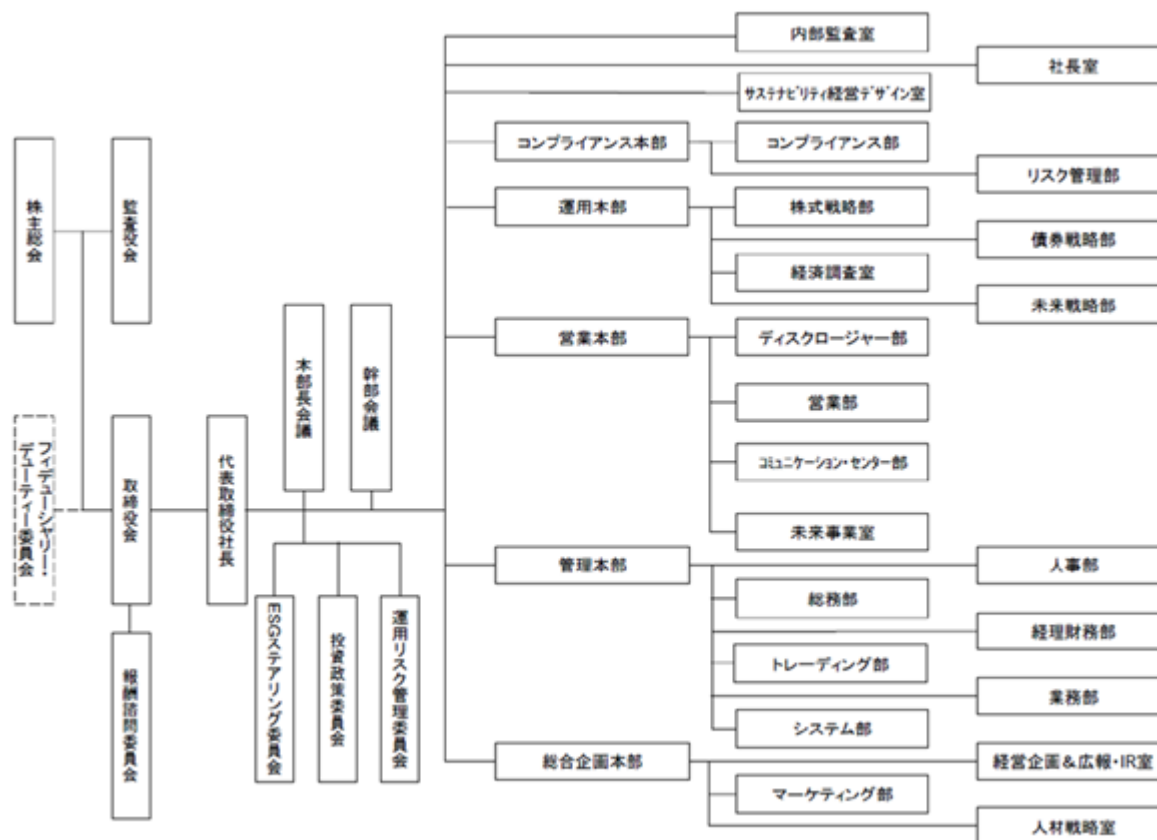 内部監査室
社長室
サステナビリティ経営デザイン室
コンプライアンス本部
コンプライアンス部
リスク管理部
運用本部
株式戦略部
債券戦略部
経済調査室
未来戦略部
営業本部
ディスクロージャー部
営業部
コミュニケーション・センター部
未来事業室
管理本部
人事部
総務部
経理財務部
トレーディング部
業務部
システム部
総合企画本部
経営企画&広報・IR室
マーケティング部
人材戦略室
株主総会
監査役会
フィデューシャリー・
デューティー委員会
取締役会
報酬諮問委員会
代表取締役社長
本部長会議
幹部会議
ESGステアリング委員会
投資政策委員会
運用リスク管理委員会